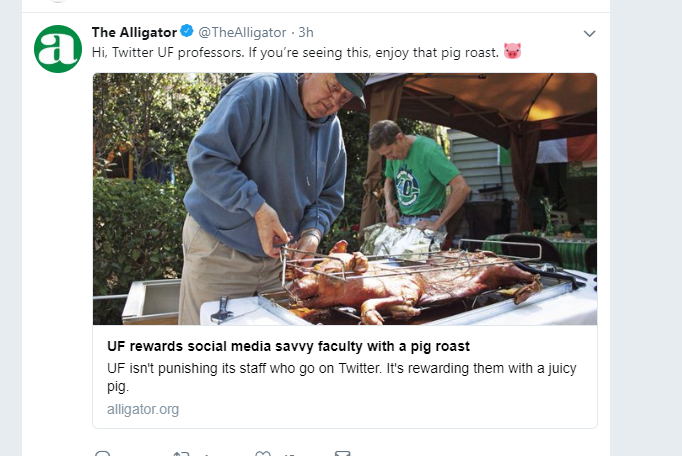 The Alligator @TheAlligator · 3h
Hi, Twitter UF professors. If you're seeing this, enjoy that pig roast. 🐷
UF rewards social media savvy faculty with a pig roast
UF isn't punishing its staff who go on Twitter. It's rewarding them with a juicy
pig.
alligator.org